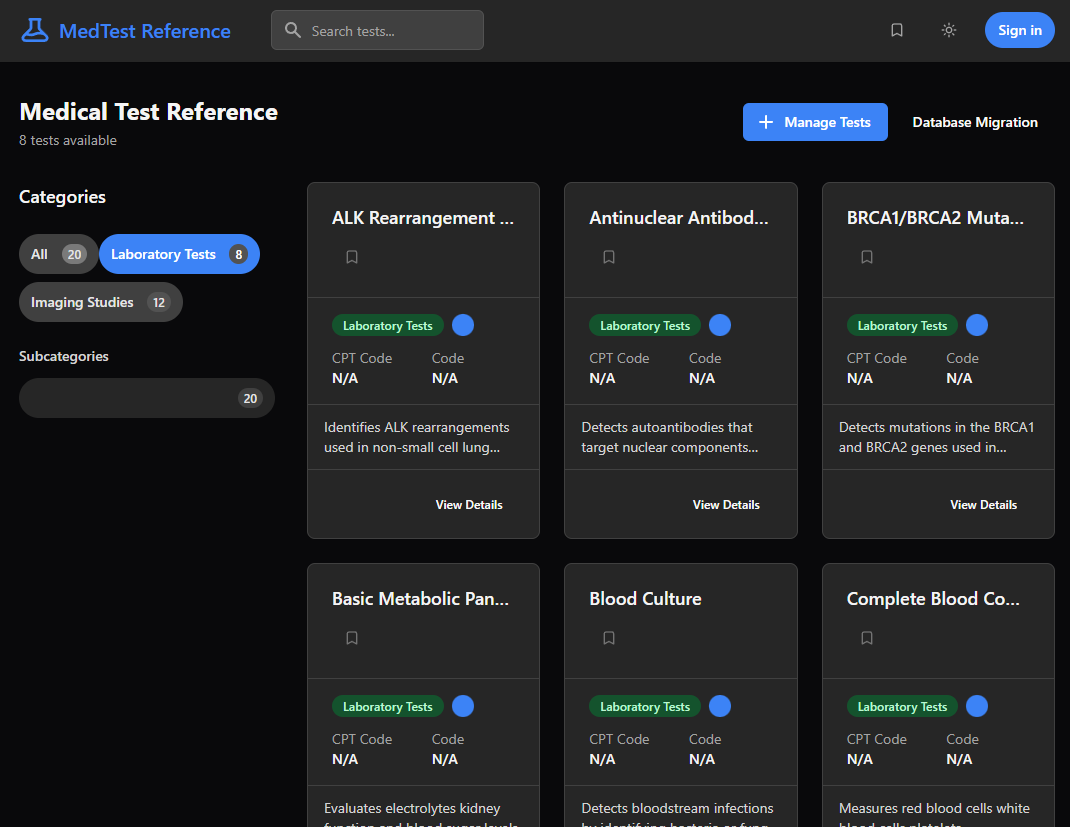 MedTest Reference
Search tests...
Sign in
Medical Test Reference
8 tests available
Manage Tests
Database Migration
Categories
All 20
Laboratory Tests 8
Imaging Studies 12
Subcategories
20
ALK Rearrangement ...
Laboratory Tests
CPT Code Code
N/A N/A
Identifies ALK rearrangements
used in non-small cell lung...
View Details
Antinuclear Antibod...
Laboratory Tests
CPT Code Code
N/A N/A
Detects autoantibodies that
target nuclear components...
View Details
BRCA1/BRCA2 Muta...
Laboratory Tests
CPT Code Code
N/A N/A
Detects mutations in the BRCA1
and BRCA2 genes used in...
View Details
Basic Metabolic Pan...
Laboratory Tests
CPT Code Code
N/A N/A
Evaluates electrolytes kidney
function and blood sugar levels
Blood Culture
Laboratory Tests
CPT Code Code
N/A N/A
Detects bloodstream infections
by identifying bacteria or fungi
Complete Blood Co...
Laboratory Tests
CPT Code Code
N/A N/A
Measures red blood cells white
blood cells platelets